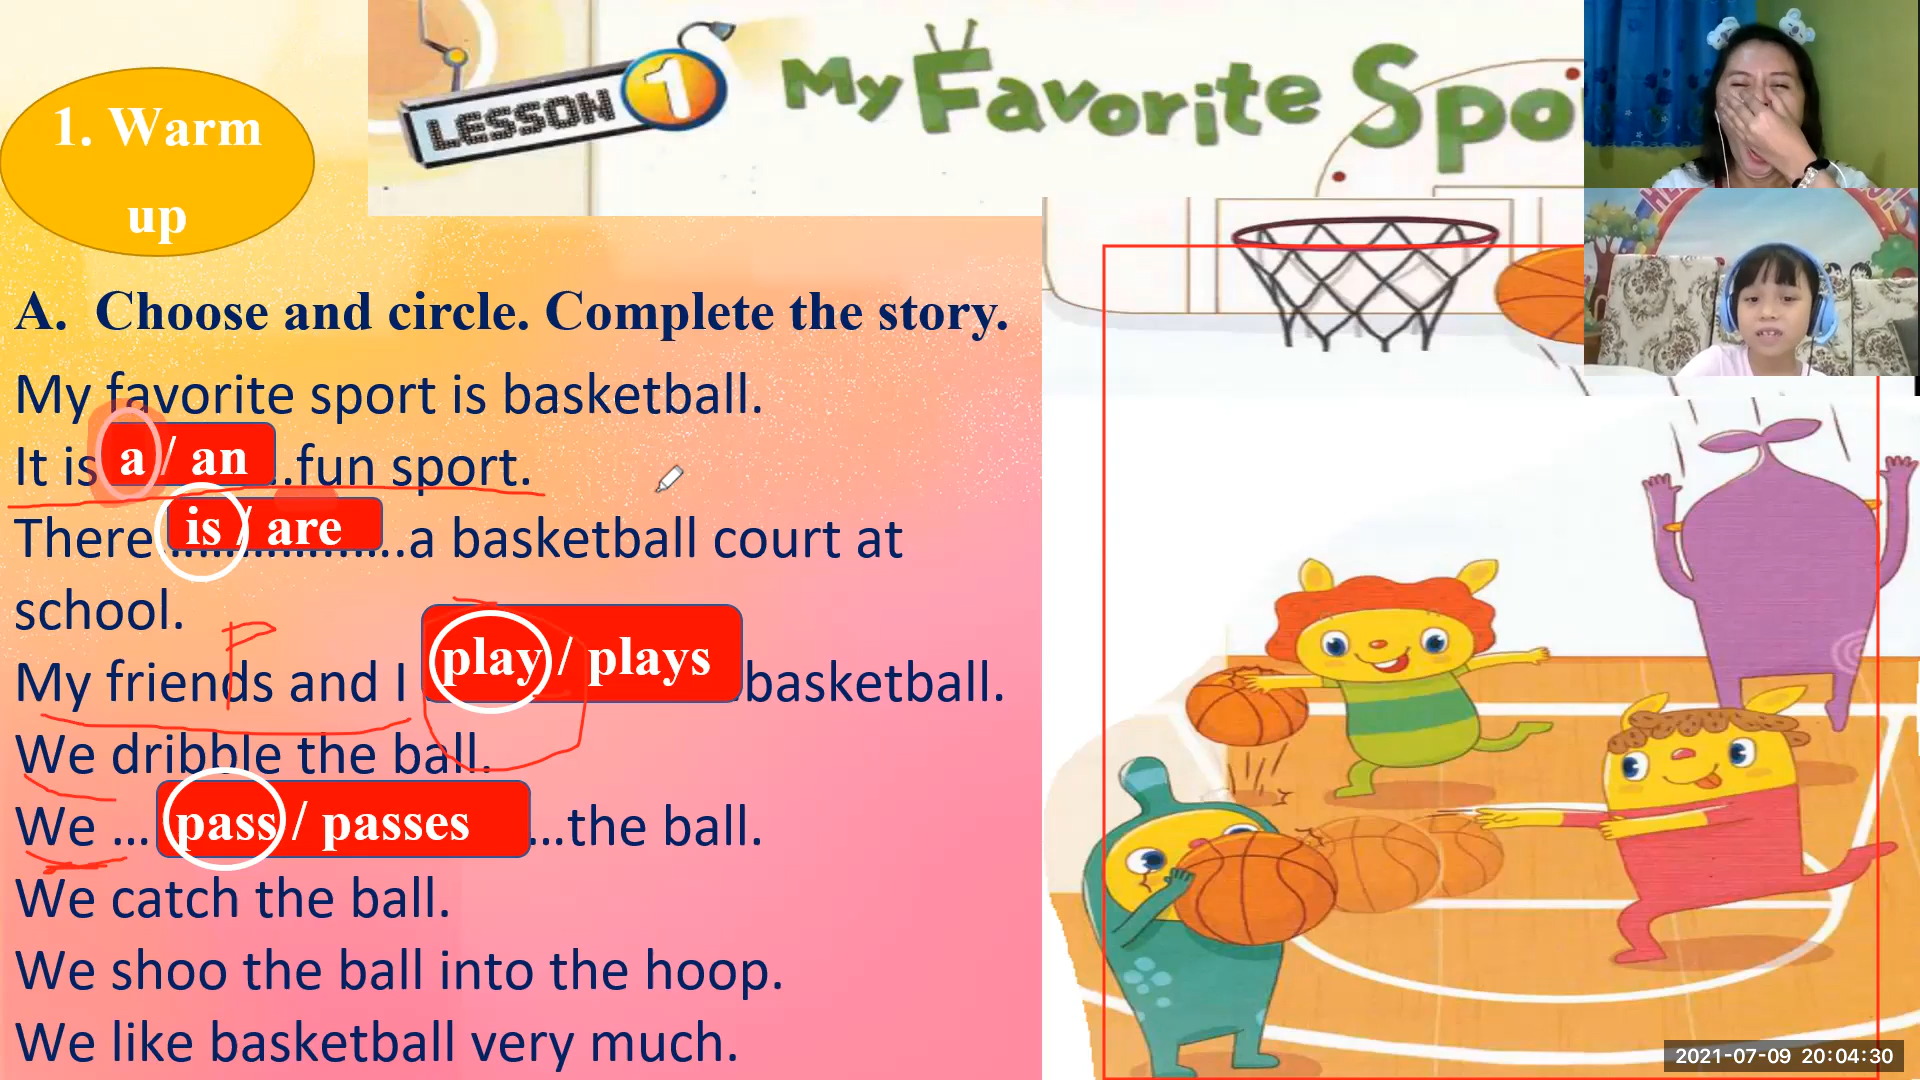 LESSON 1
My Favorite Spo
1. Warm
up
A. Choose and circle. Complete the story.
My favorite sport is basketball.
It is a / an ..fun sport.
There is / are ................a basketball court at
school.
P
My friends and I play / plays basketball.
We dribble the ball.
We ... pass / passes ...the ball.
We catch the ball.
We shoo the ball into the hoop.
We like basketball very much.
2021-07-09 20:04:30